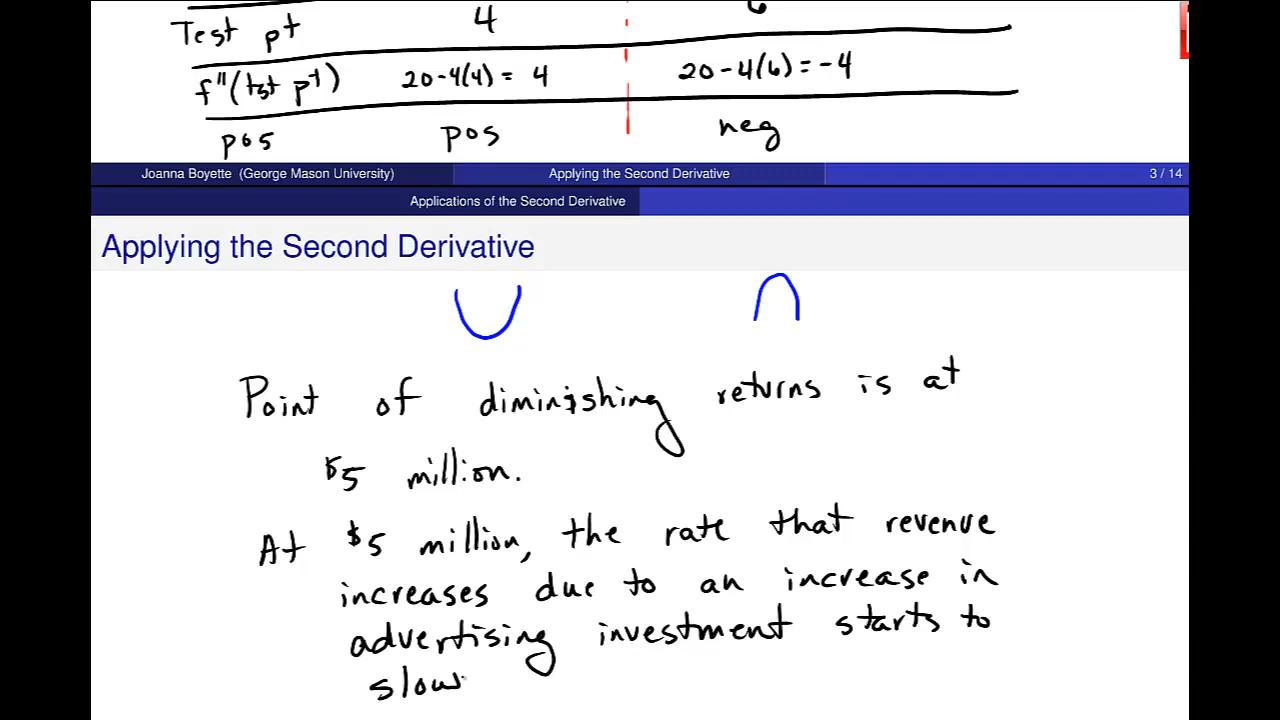 Test pt 4 6
f"(test pt) 20-4(4) = 4 20-4(6) = -4
pos pos neg
Joanna Boyette (George Mason University) Applying the Second Derivative 3 / 14
Applications of the Second Derivative
Applying the Second Derivative
Point of diminishing returns is at
$5 million.
At $5 million, the rate that revenue
increases due to an increase in
advertising investment starts to
slow